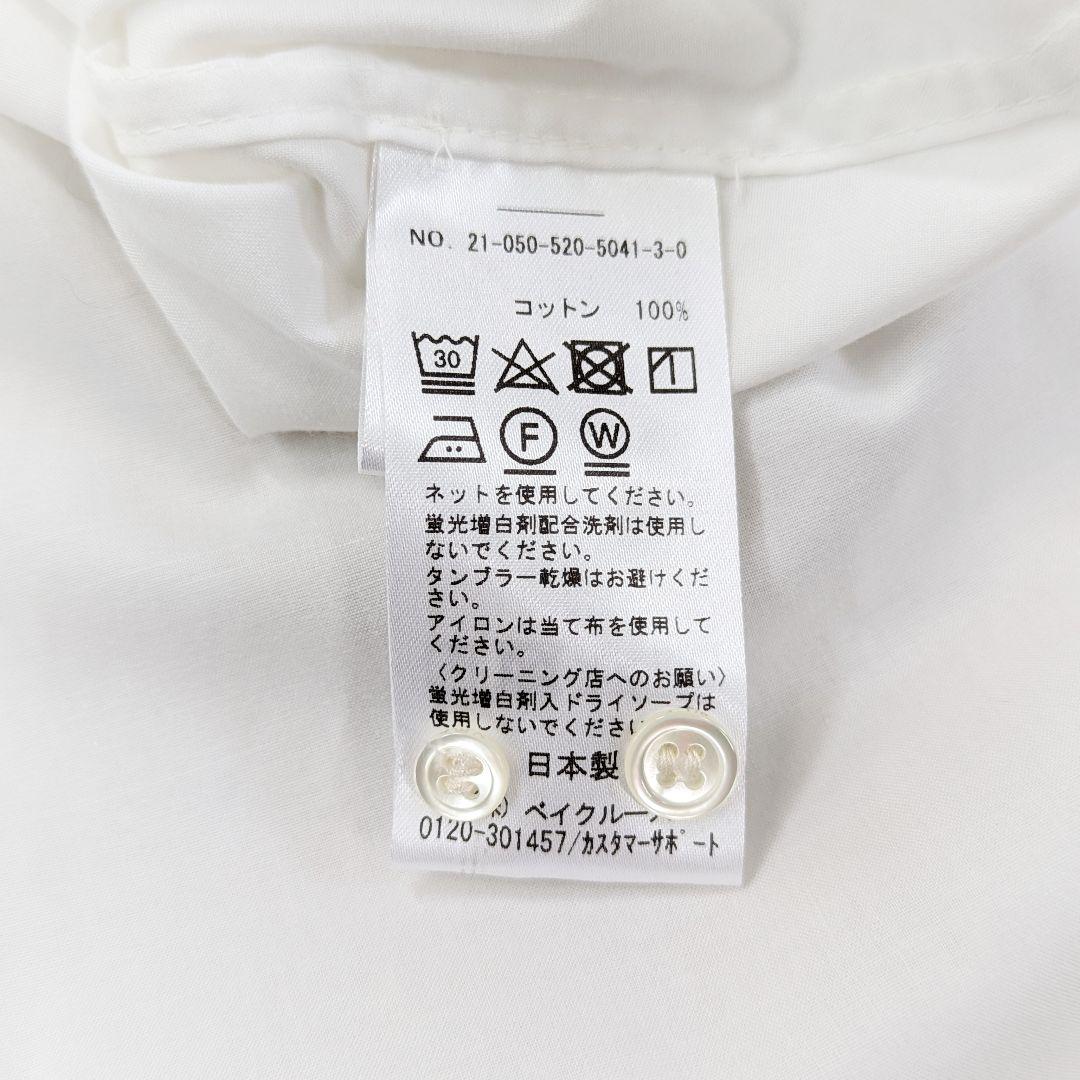 NO. 21-050-520-5041-3-0
コットン 100%
30
F W
ネットを使用してください。
蛍光増白剤配合洗剤は使用し
ないでください。
タンブラー乾燥はお避けくだ
さい。
アイロンは当て布を使用して
ください。
〈クリーニング店へのお願い〉
蛍光増白剤入ドライソープは
使用しないでくださ
日本製
ベイクルー
0120-301457/カスタマーサポート